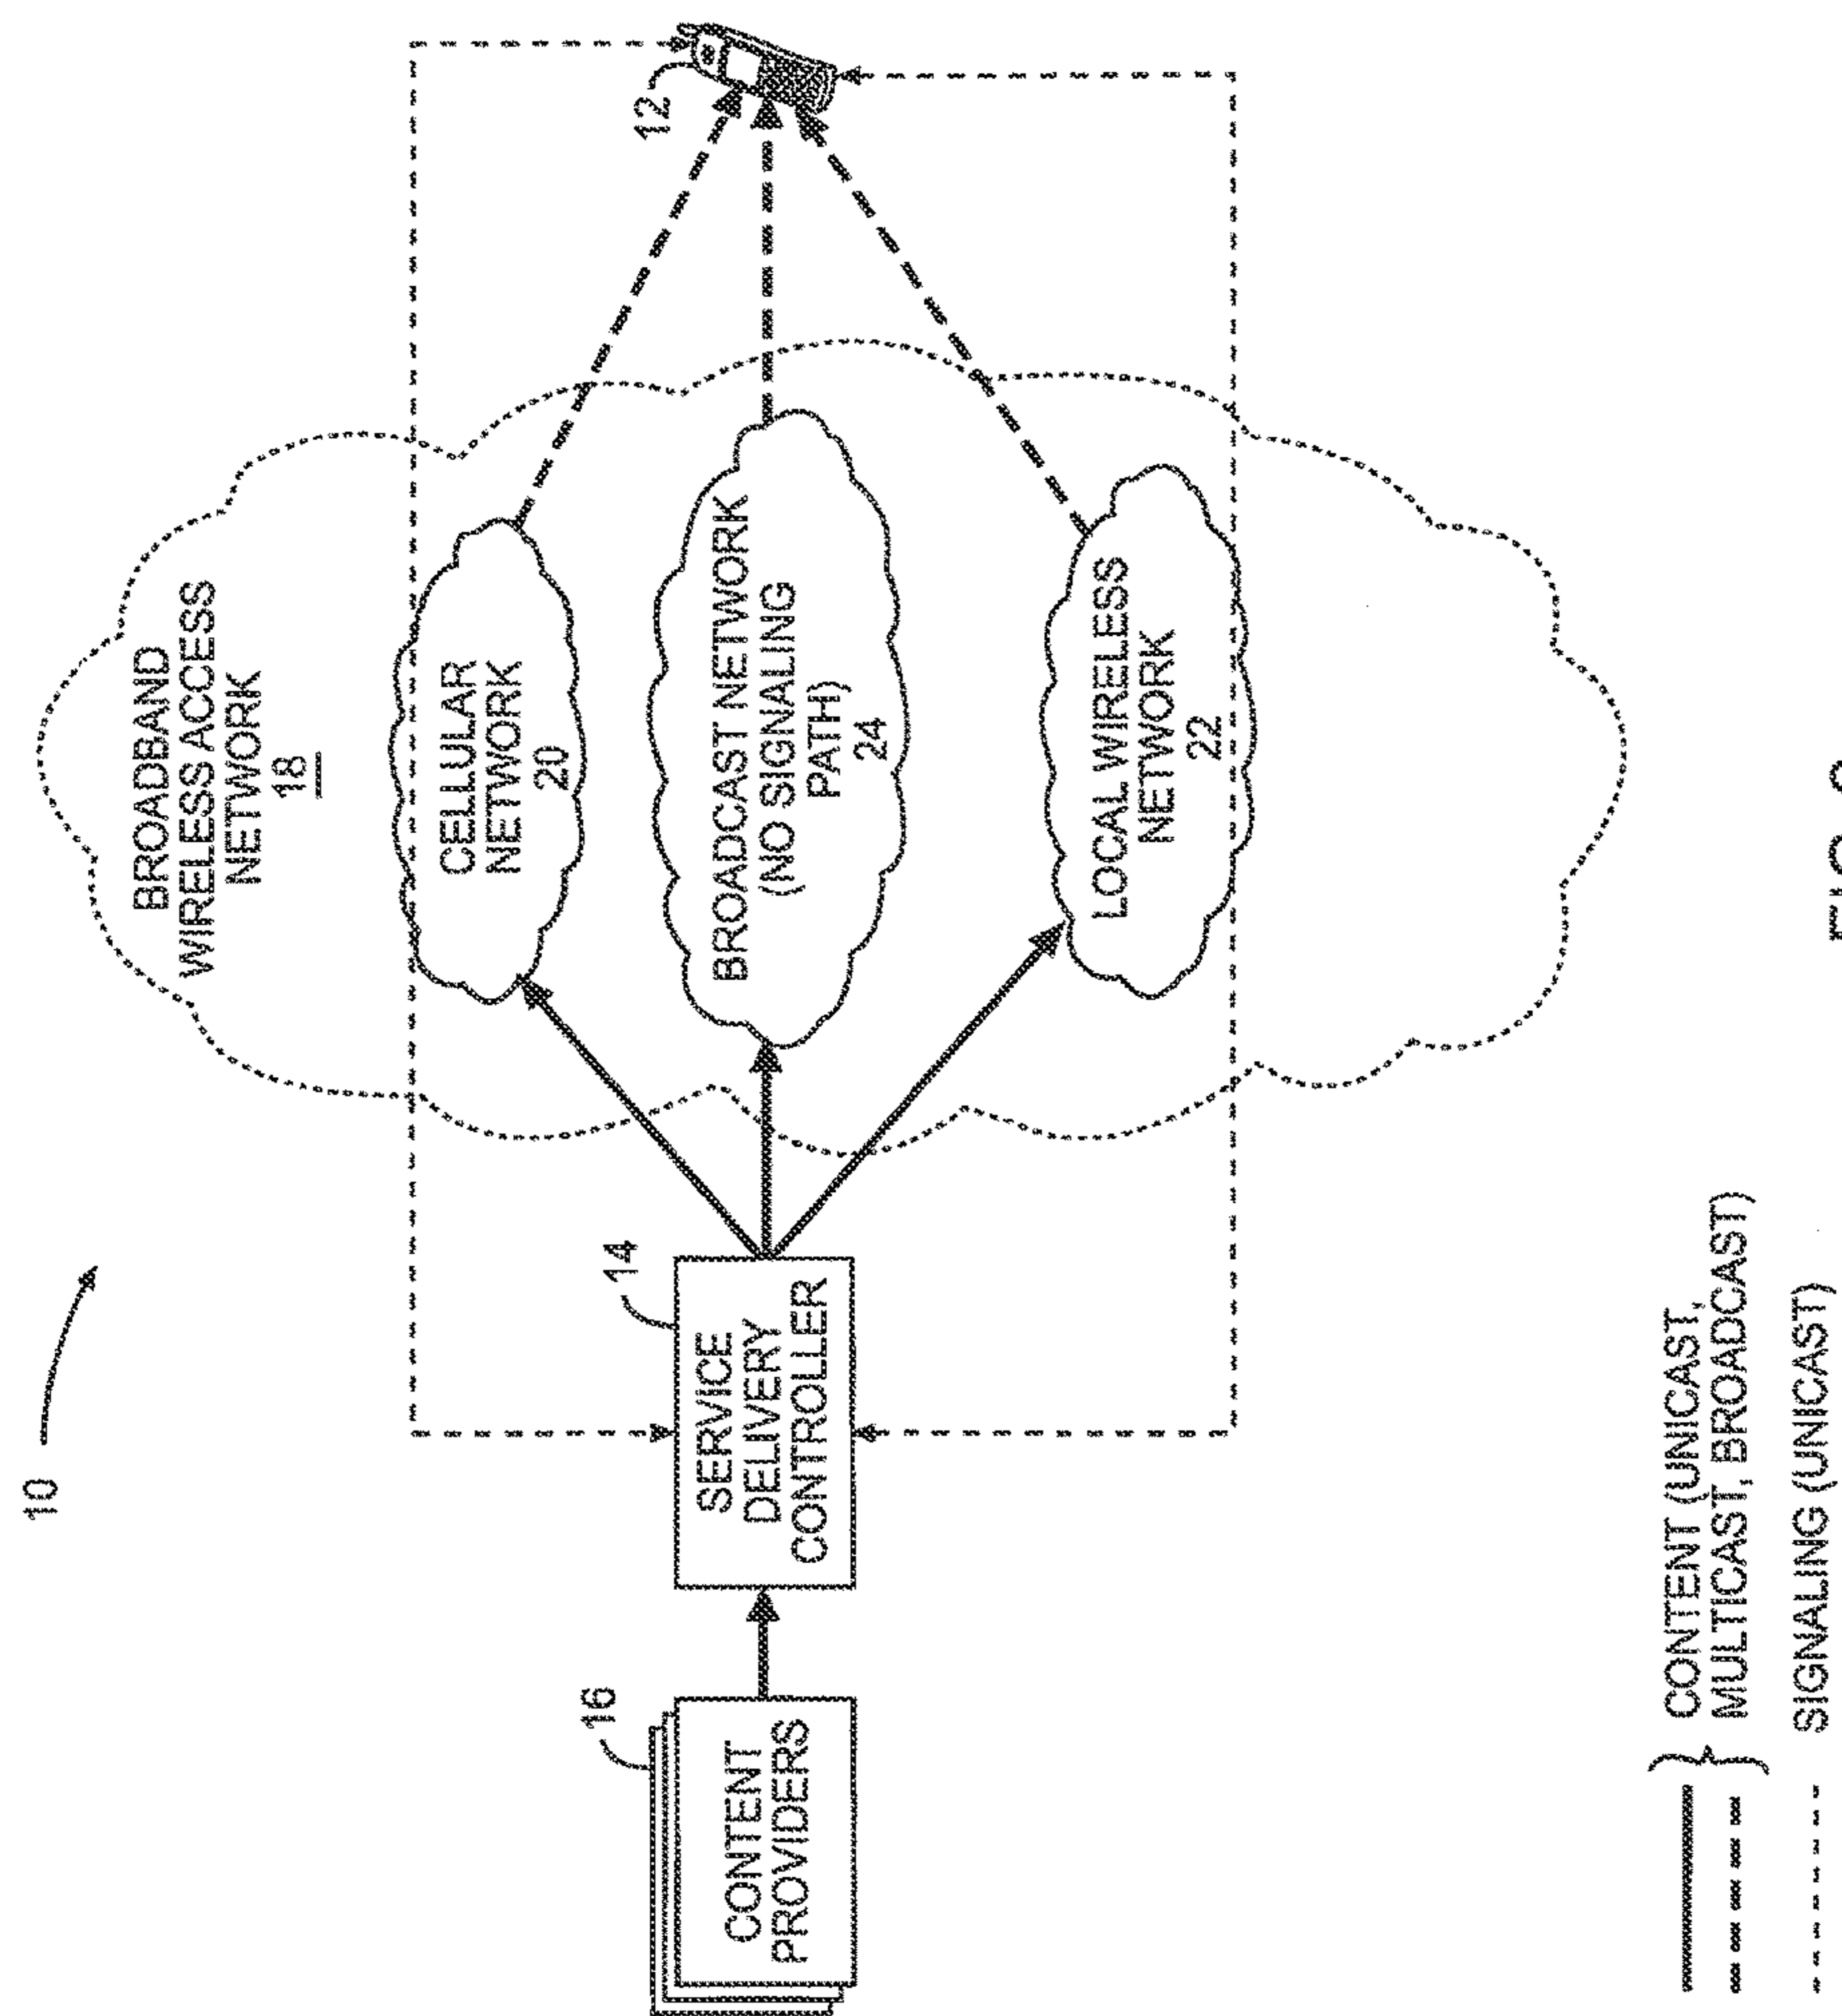 10
BROADBAND
WIRELESS ACCESS
NETWORK
18
12
CELLULAR
NETWORK
20
16
CONTENT
PROVIDERS
14
SERVICE
DELIVERY
CONTROLLER
BROADCAST NETWORK
(NO SIGNALING
PATH)
24
LOCAL WIRELESS
NETWORK
22
CONTENT (UNICAST,
MULTICAST, BROADCAST)
SIGNALING (UNICAST)